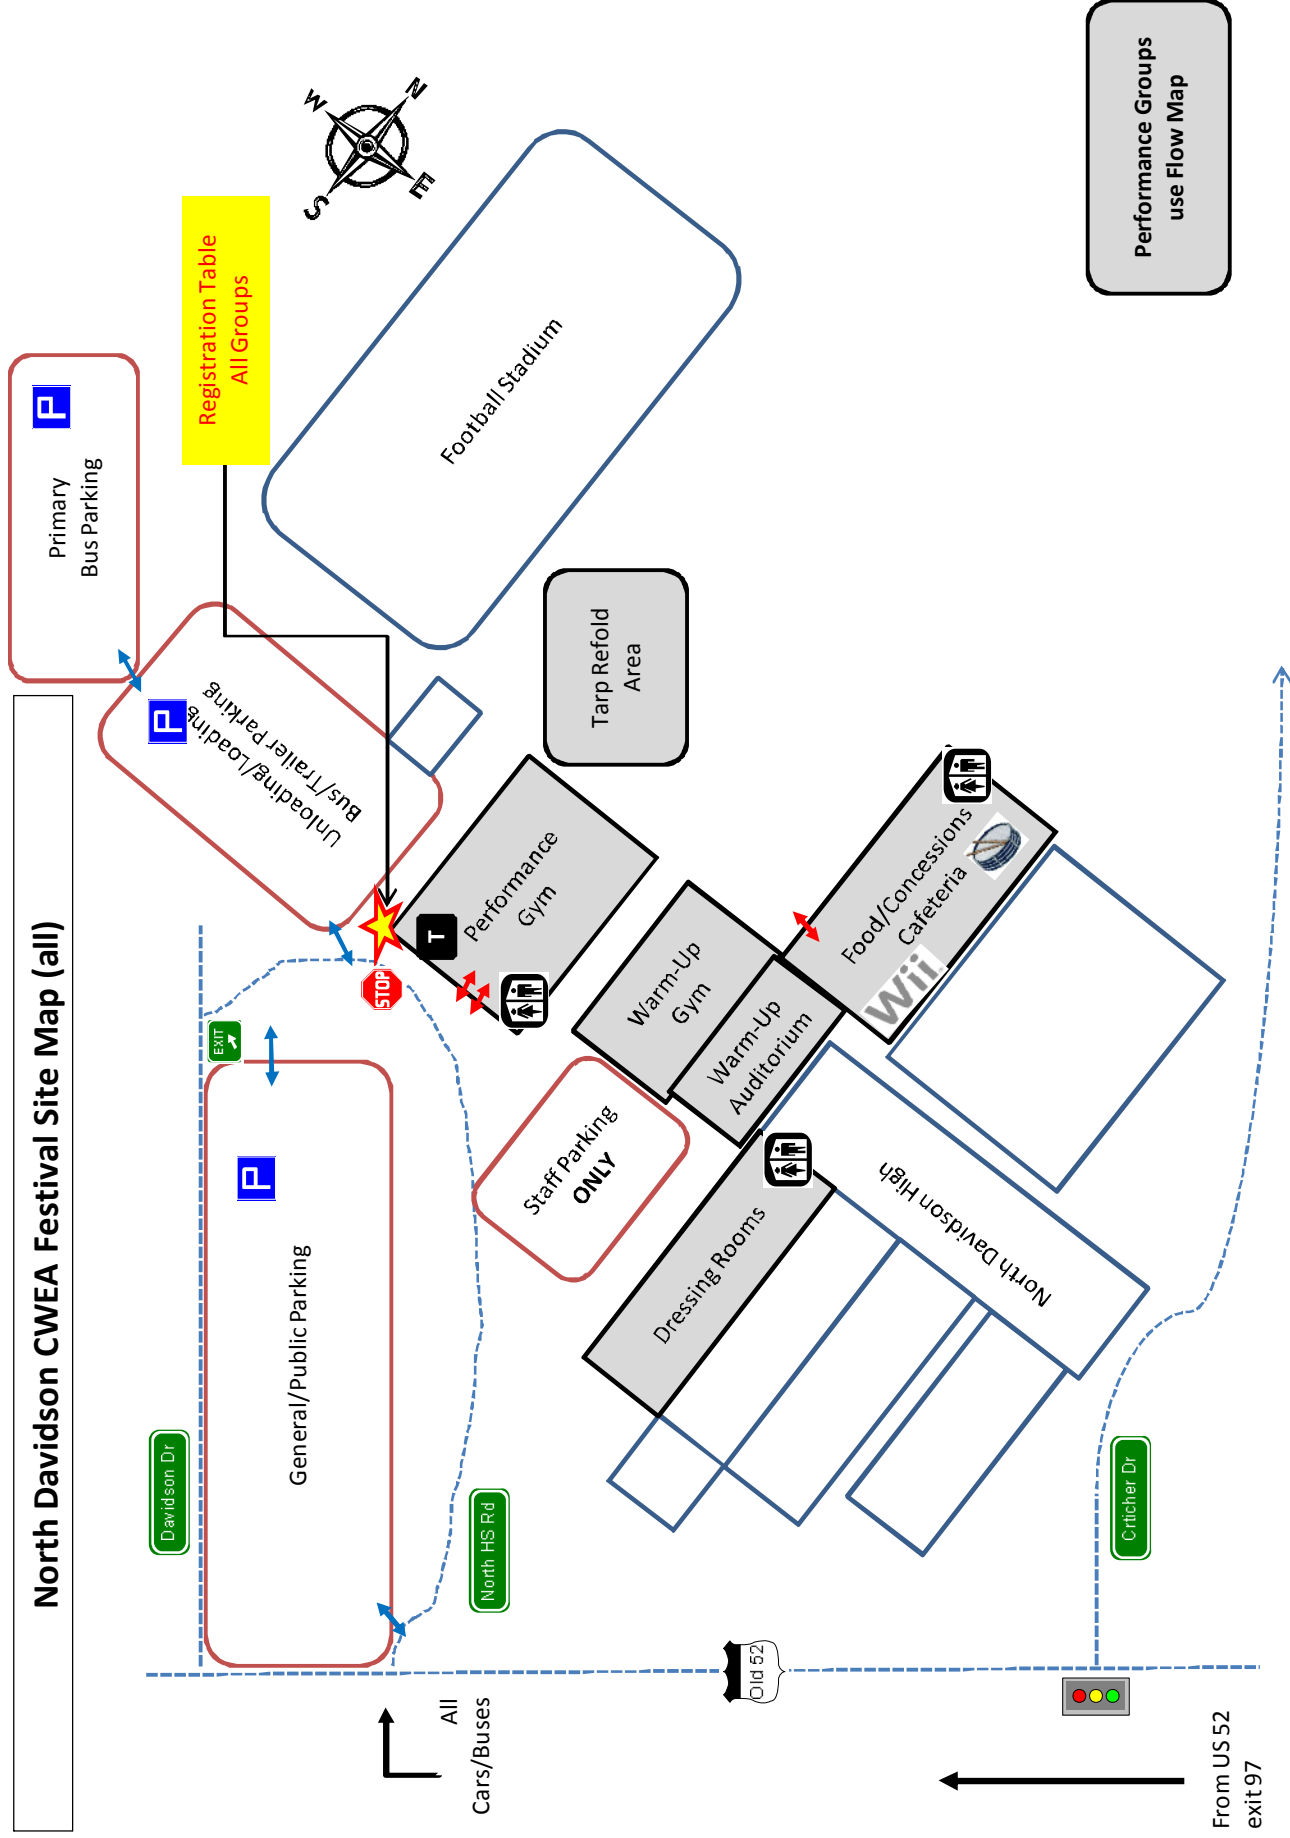 North Davidson CWEA Festival Site Map (all)
Primary
Bus Parking
P
Registration Table
All Groups
W
N
S
E
P
Unloading/Loading
Bus/Trailer Parking
Football Stadium
Performance Groups
use Flow Map
Davidson Dr
EXIT
P
General/Public Parking
STOP
T
Performance
Gym
Tarp Refold
Area
North HS Rd
Staff Parking
ONLY
Warm-Up
Gym
Warm-Up
Auditorium
Food/Concessions
Cafeteria
Wii
Dressing Rooms
North Davidson High
Crticher Dr
Old 52
All
Cars/Buses
From US 52
exit 97